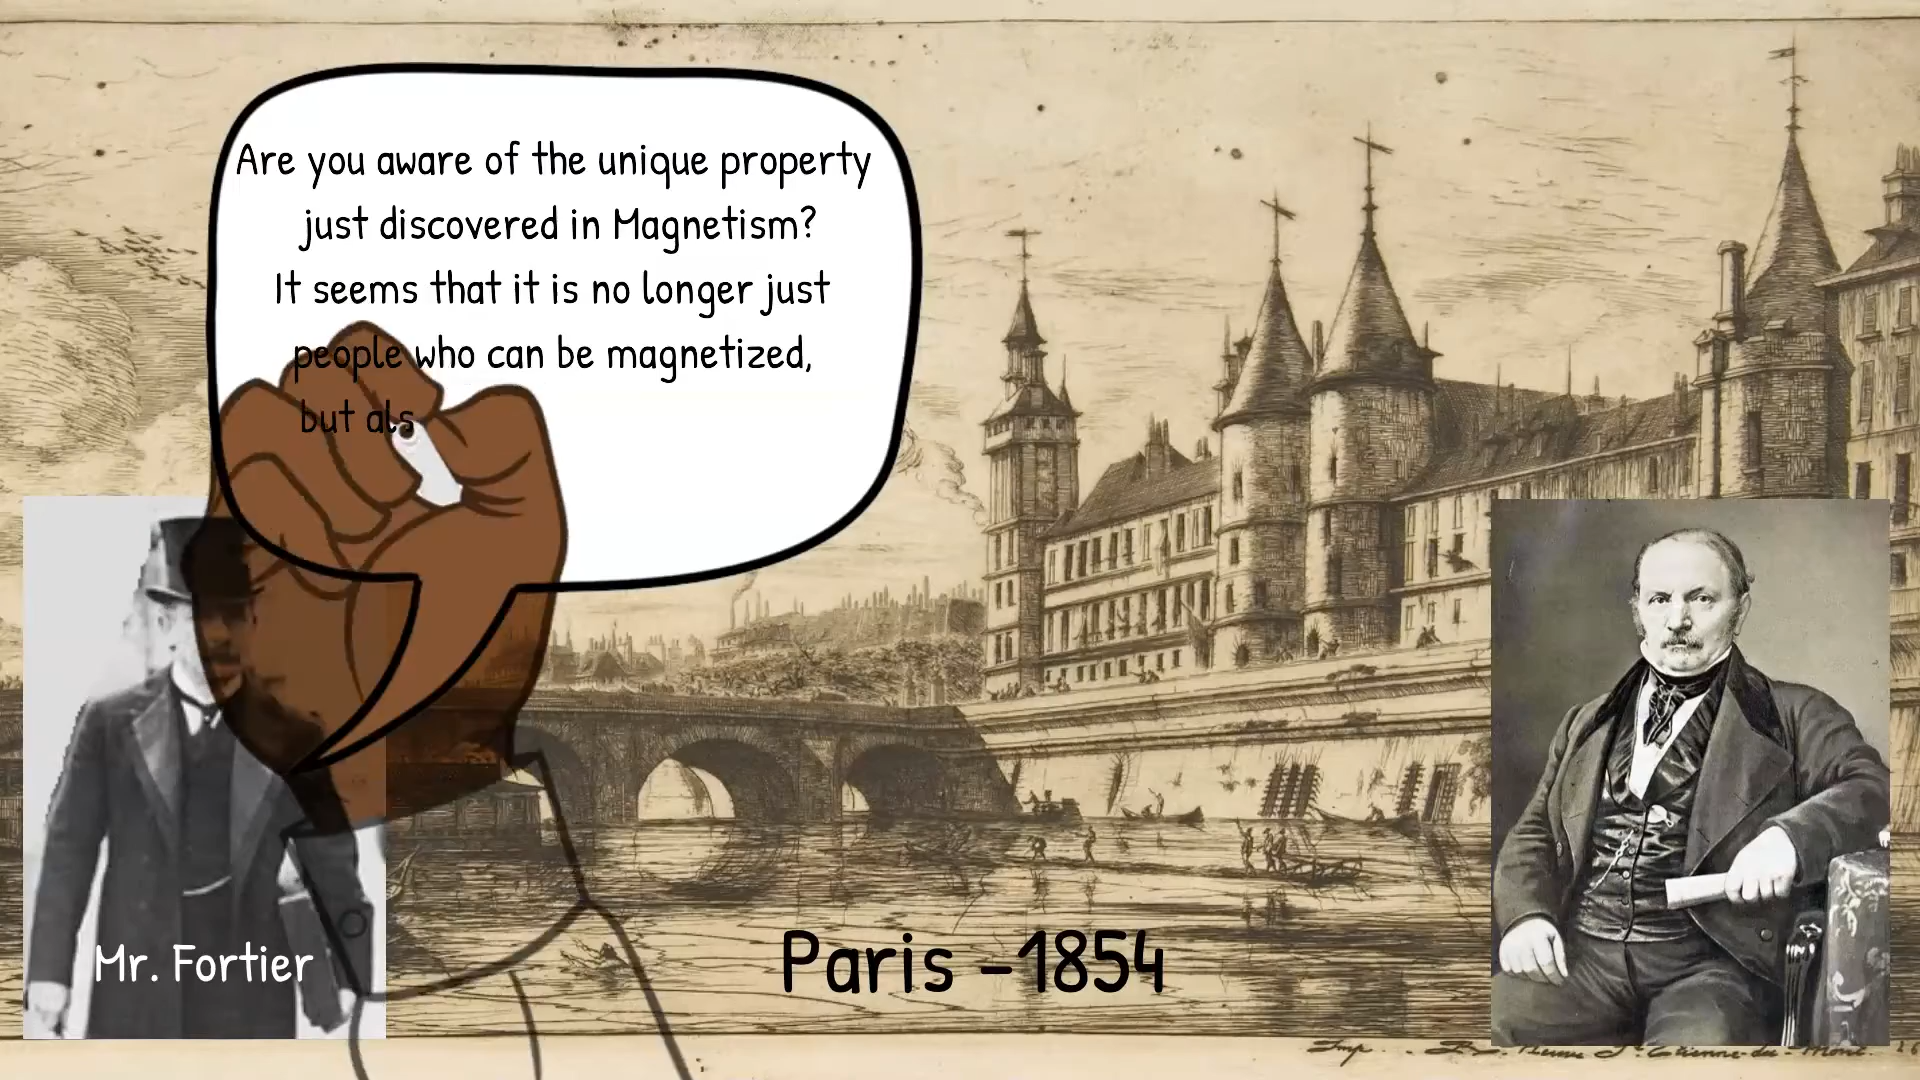 Are you aware of the unique property
just discovered in Magnetism?
It seems that it is no longer just
people who can be magnetized,
but als
Mr. Fortier
Paris -1854